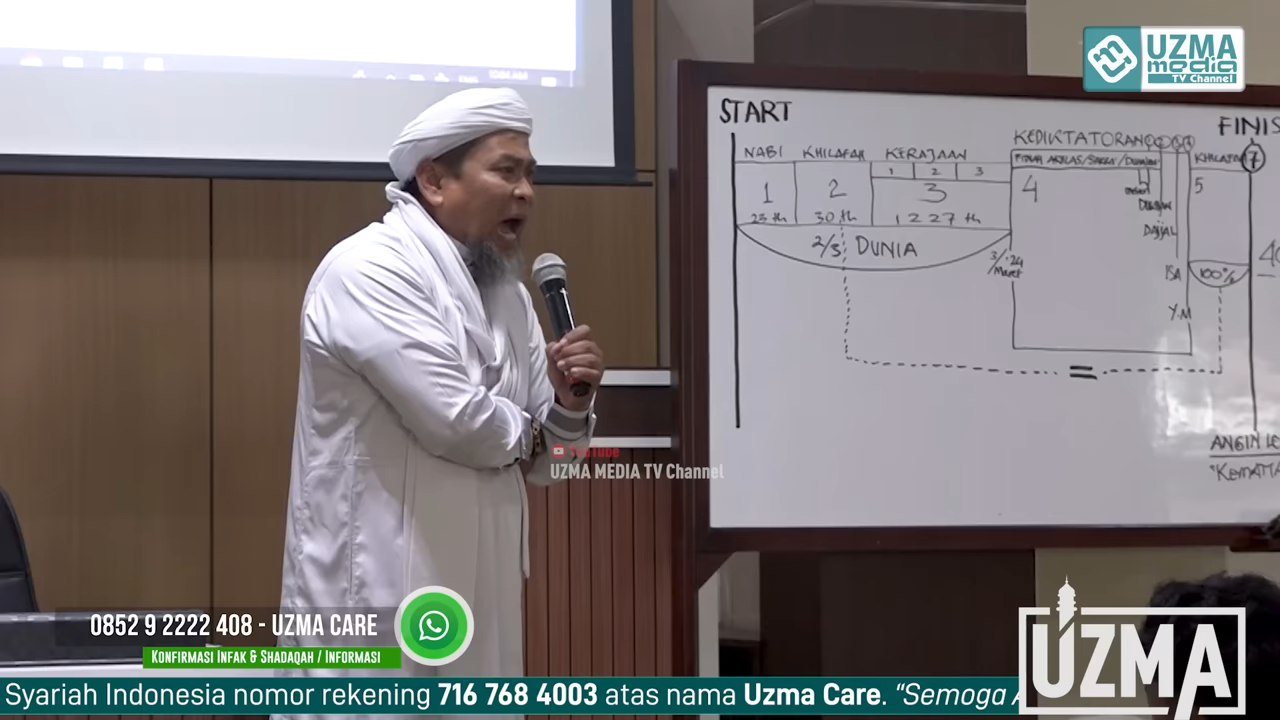 UZMA
media
TV Channel
START
FINIS
KEDIKTATORAN
NABI
KHILAFAH
KERAJAAN
1 2 3
KHILAFAH
7
1
2
3
4
5
23 th
30 th
1227 th
2/3 DUNIA
3/3·24
Maret
DAJJAL
ISA
100%
Y.M
=
ANGIN LE
"KEMATIA
YouTube
UZMA MEDIA TV Channel
0852 9 2222 408 - UZMA CARE
KONFIRMASI INFAK & SHADAQAH / INFORMASI
Syariah Indonesia nomor rekening 716 768 4003 atas nama Uzma Care. "Semoga A
UZMA